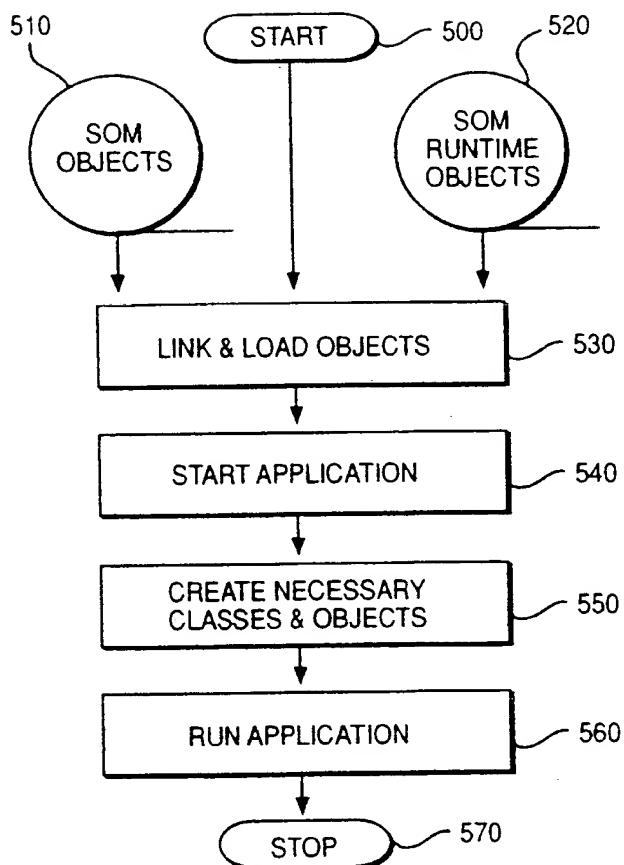 510
START
500
520
SOM
OBJECTS
SOM
RUNTIME
OBJECTS
LINK & LOAD OBJECTS
530
START APPLICATION
540
CREATE NECESSARY
CLASSES & OBJECTS
550
RUN APPLICATION
560
STOP
570